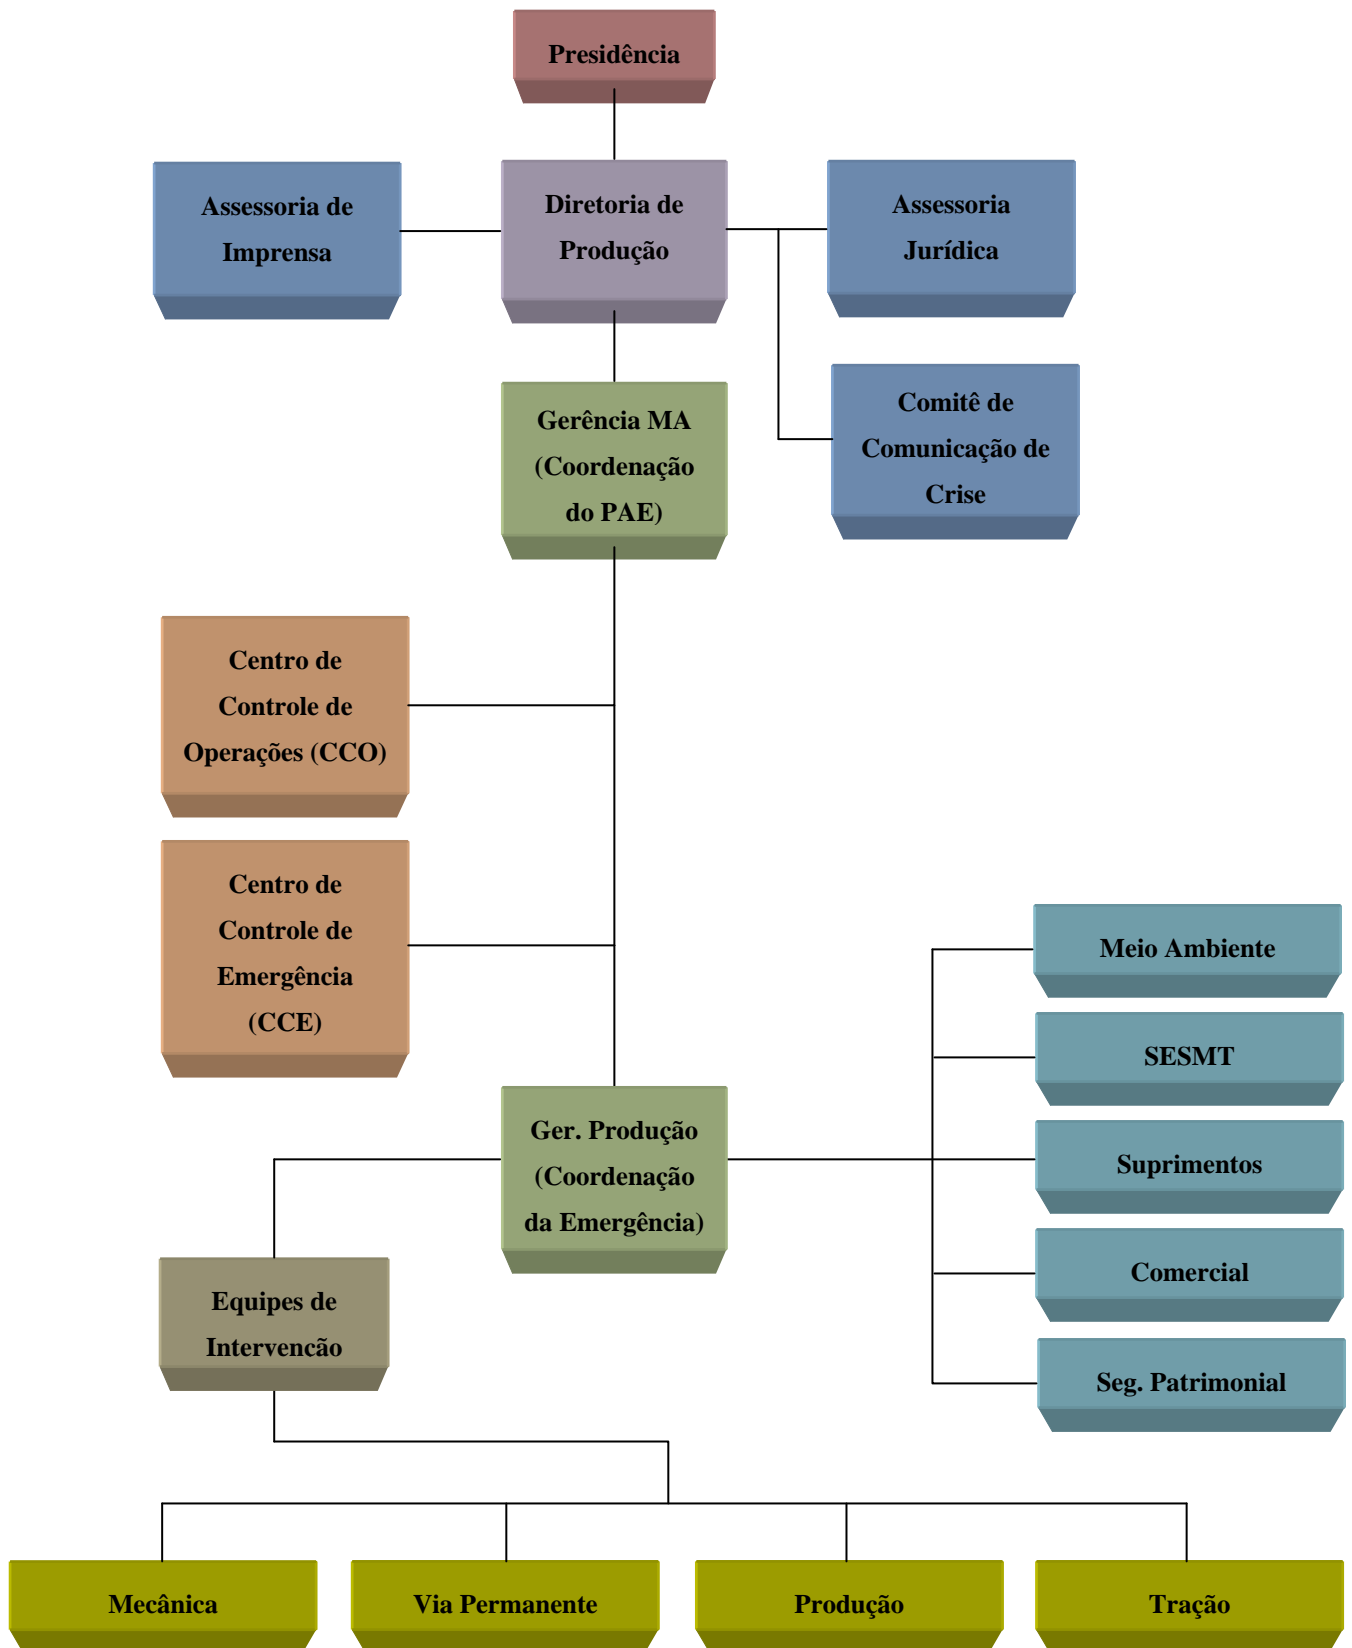 Presidência
Assessoria de
Imprensa
Diretoria de
Produção
Assessoria
Jurídica
Gerência MA
(Coordenação
do PAE)
Comitê de
Comunicação de
Crise
Centro de
Controle de
Operações (CCO)
Centro de
Controle de
Emergência
(CCE)
Meio Ambiente
SESMT
Ger. Produção
(Coordenação
da Emergência)
Suprimentos
Comercial
Seg. Patrimonial
Equipes de
Intervencão
Mecânica
Via Permanente
Produção
Tração